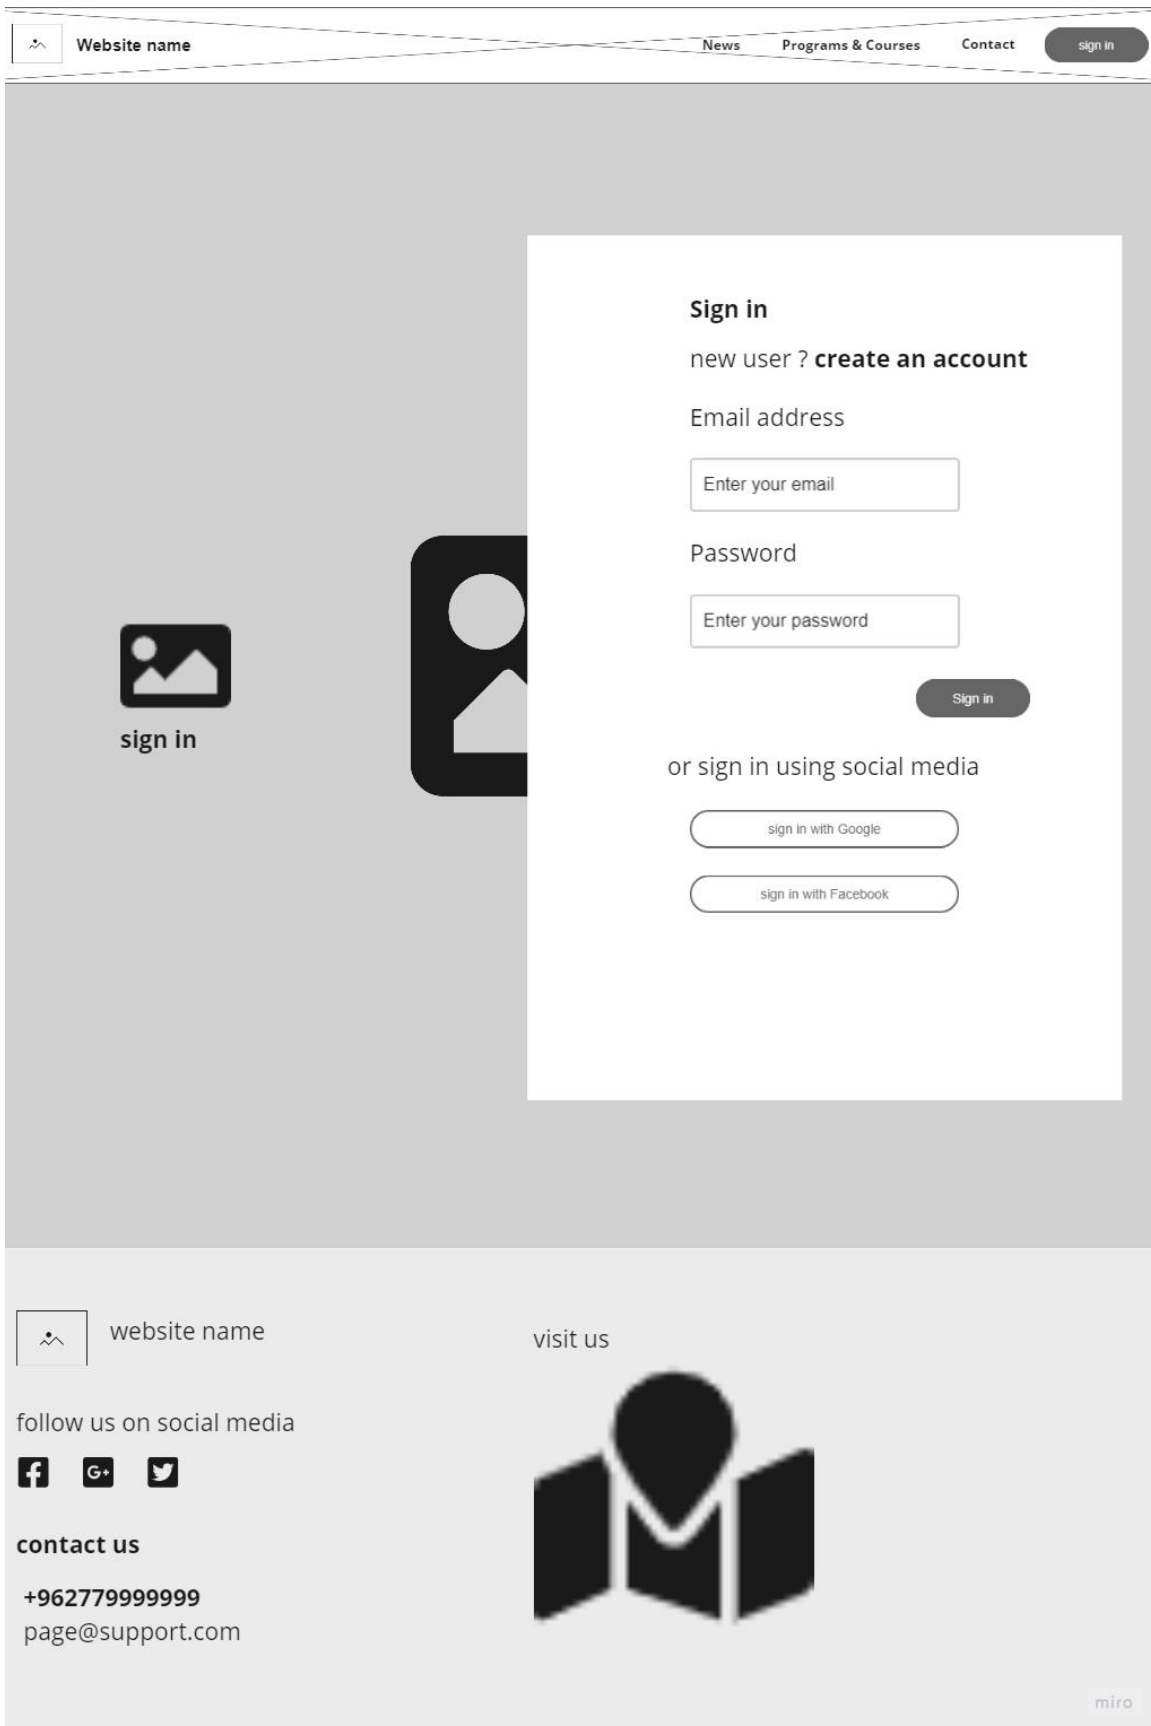 Website name
News
Programs & Courses
Contact
sign in
Sign in
new user ? create an account
Email address
Enter your email
Password
Enter your password
Sign in
or sign in using social media
sign in with Google
sign in with Facebook
sign in
website name
follow us on social media
G+
contact us
+962779999999
page@support.com
visit us
miro